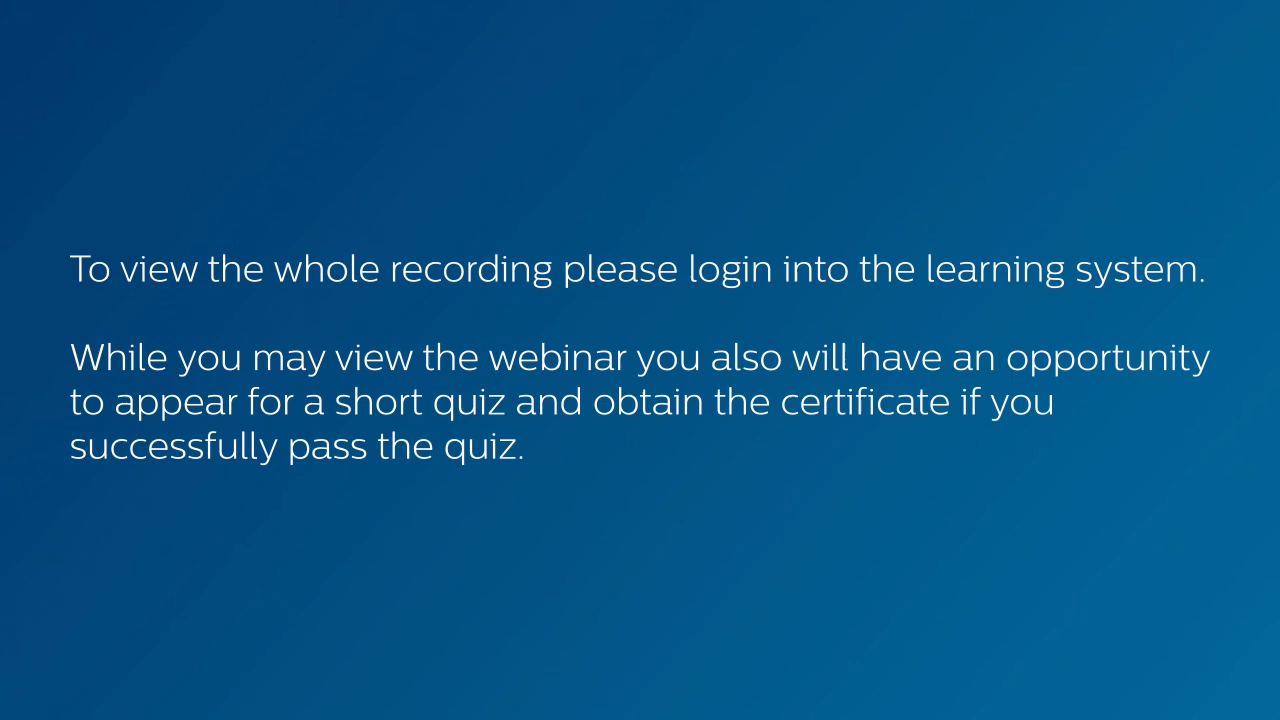 To view the whole recording please login into the learning system.
While you may view the webinar you also will have an opportunity
to appear for a short quiz and obtain the certificate if you
successfully pass the quiz.